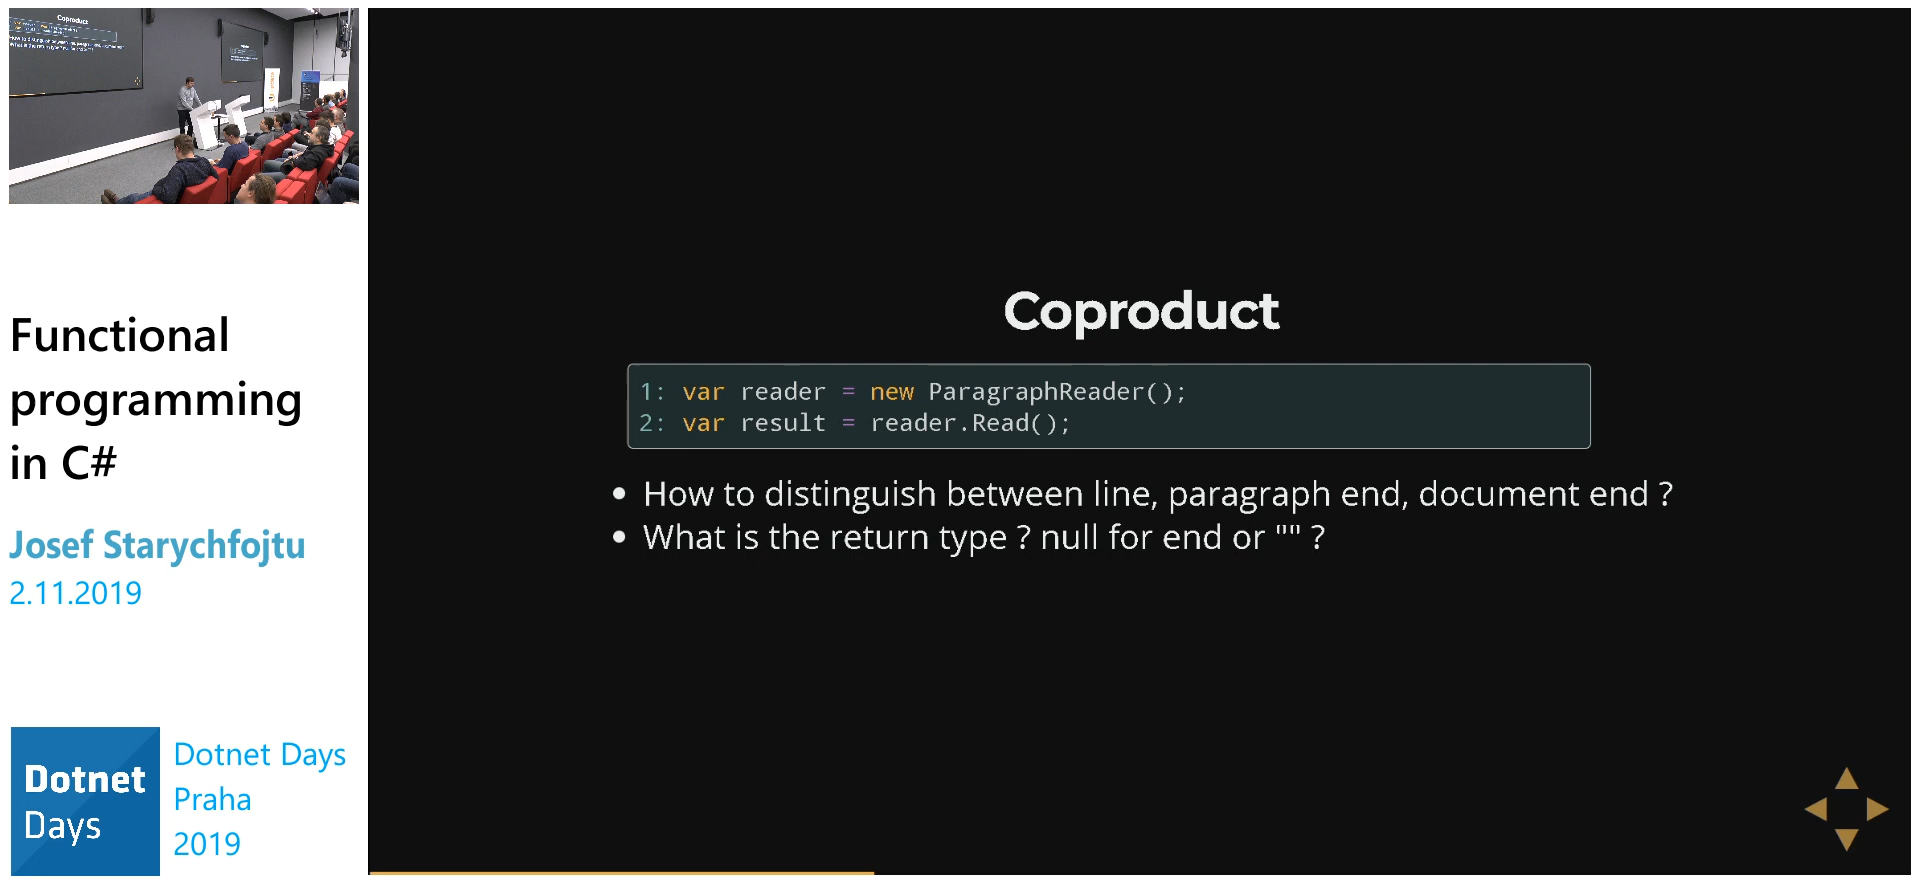 Coproduct
Functional
programming
in C#
Josef Starychfojtu
2.11.2019
Dotnet
Days
Dotnet Days
Praha
2019
Coproduct
1: var reader = new ParagraphReader();
2: var result = reader.Read();
• How to distinguish between line, paragraph end, document end ?
• What is the return type ? null for end or "" ?